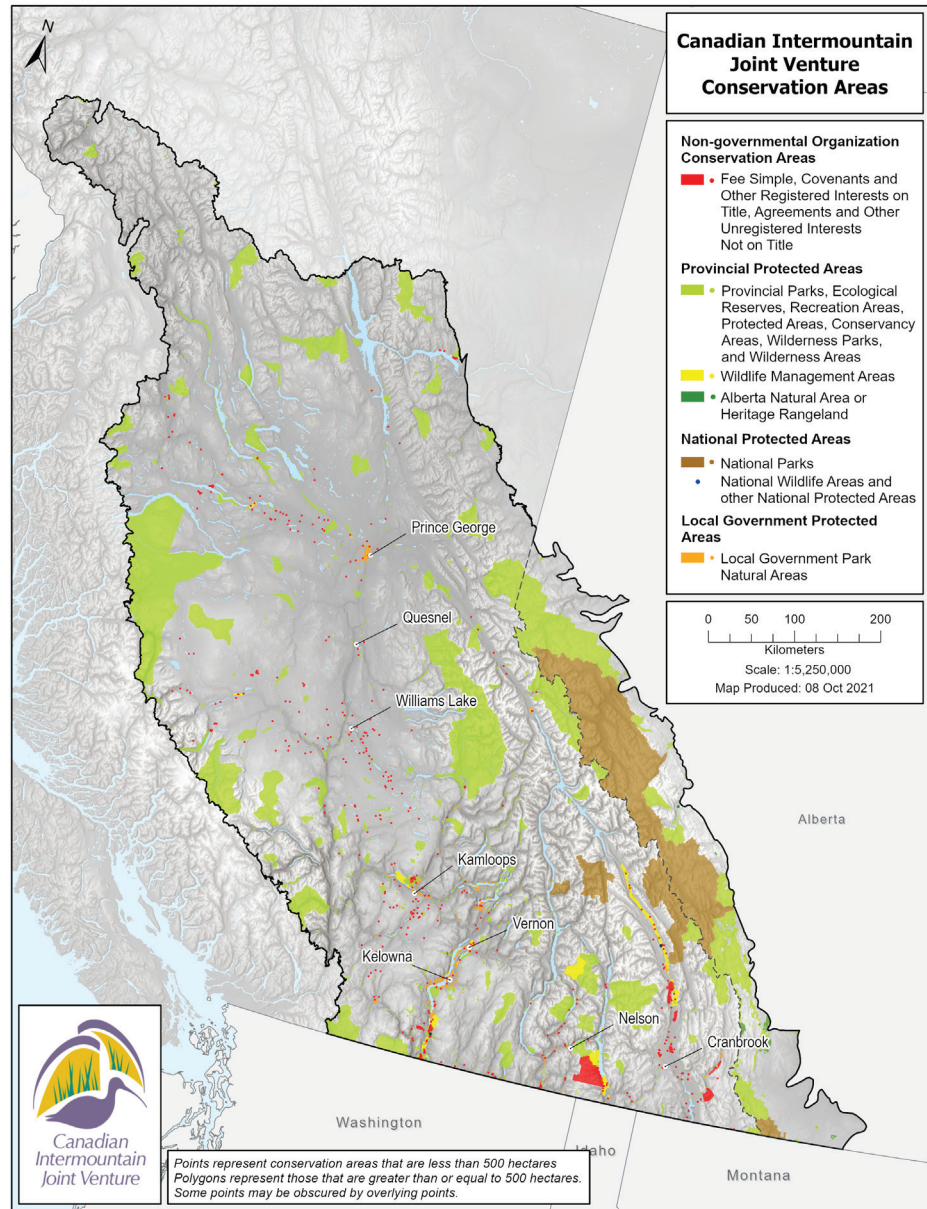 N
Canadian Intermountain
Joint Venture
Conservation Areas
Non-governmental Organization
Conservation Areas
Fee Simple, Covenants and
Other Registered Interests on
Title, Agreements and Other
Unregistered Interests
Not on Title
Provincial Protected Areas
Provincial Parks, Ecological
Reserves, Recreation Areas,
Protected Areas, Conservancy
Areas, Wilderness Parks,
and Wilderness Areas
Wildlife Management Areas
Alberta Natural Area or
Heritage Rangeland
National Protected Areas
National Parks
National Wildlife Areas and
other National Protected Areas
Local Government Protected
Areas
Local Government Park
Natural Areas
0 50 100 200
Kilometers
Scale: 1:5,250,000
Map Produced: 08 Oct 2021
Prince George
Quesnel
Williams Lake
Alberta
Kamloops
Vernon
Kelowna
Nelson
Cranbrook
Washington
Idaho
Montana
Canadian
Intermountain
Joint Venture
Points represent conservation areas that are less than 500 hectares
Polygons represent those that are greater than or equal to 500 hectares.
Some points may be obscured by overlying points.